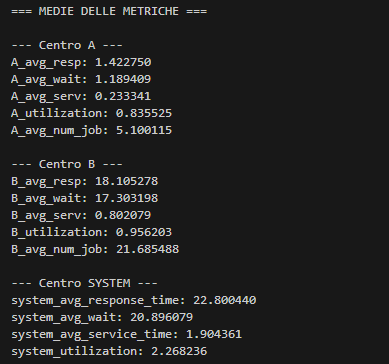 === MEDIE DELLE METRICHE ===
--- Centro A ---
A_avg_resp: 1.422750
A_avg_wait: 1.189409
A_avg_serv: 0.233341
A_utilization: 0.835525
A_avg_num_job: 5.100115
--- Centro B ---
B_avg_resp: 18.105278
B_avg_wait: 17.303198
B_avg_serv: 0.802079
B_utilization: 0.956203
B_avg_num_job: 21.685488
--- Centro SYSTEM ---
system_avg_response_time: 22.800440
system_avg_wait: 20.896079
system_avg_service_time: 1.904361
system_utilization: 2.268236